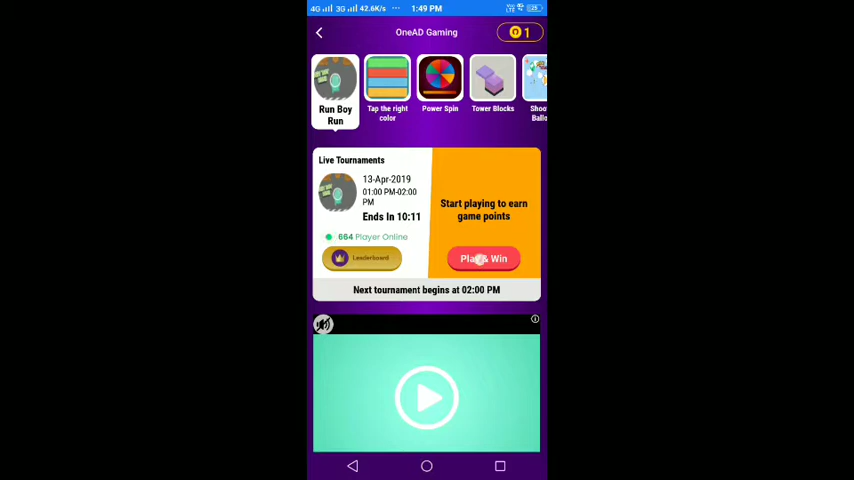 4G 3G 42.6K/s ... 1:49 PM VoLTE 4G 25
OneAD Gaming
1
Run Boy
Run
Tap the right
color
Power Spin
Tower Blocks
Shoo
Ballo
Live Tournaments
13-Apr-2019
01:00 PM-02:00
PM
Ends In 10:11
664 Player Online
Leaderboard
Start playing to earn
game points
Play & Win
Next tournament begins at 02:00 PM